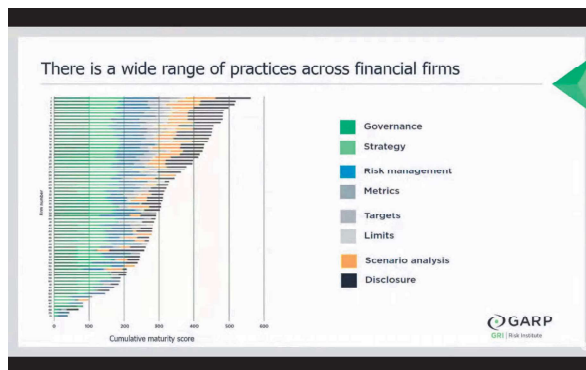 There is a wide range of practices across financial firms
Firm number
0 100 200 300 400 500 600
Cumulative maturity score
Governance
Strategy
Risk management
Metrics
Targets
Limits
Scenario analysis
Disclosure
GARP
GRI | Risk Institute